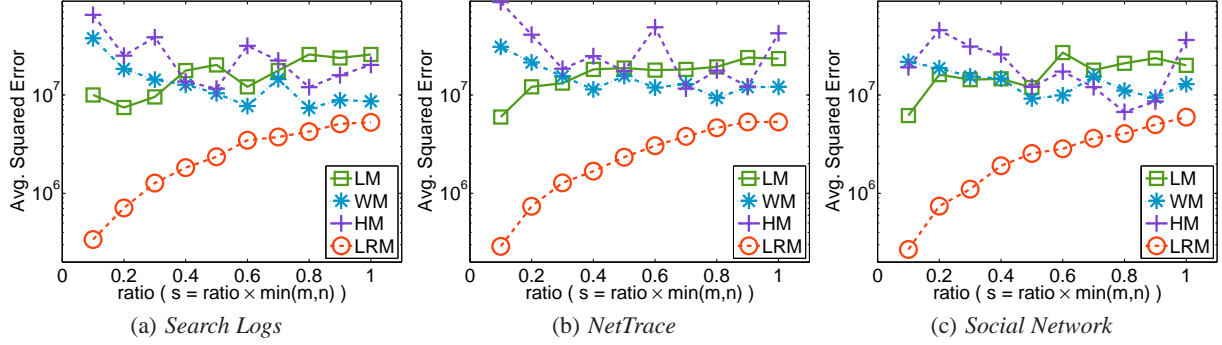 Avg. Squared Error
10^7
10^6
0 0.2 0.4 0.6 0.8 1
ratio ( s = ratio × min(m,n) )
LM
WM
HM
LRM
(a) Search Logs
Avg. Squared Error
10^7
10^6
0 0.2 0.4 0.6 0.8 1
ratio ( s = ratio × min(m,n) )
LM
WM
HM
LRM
(b) NetTrace
Avg. Squared Error
10^7
10^6
0 0.2 0.4 0.6 0.8 1
ratio ( s = ratio × min(m,n) )
LM
WM
HM
LRM
(c) Social Network